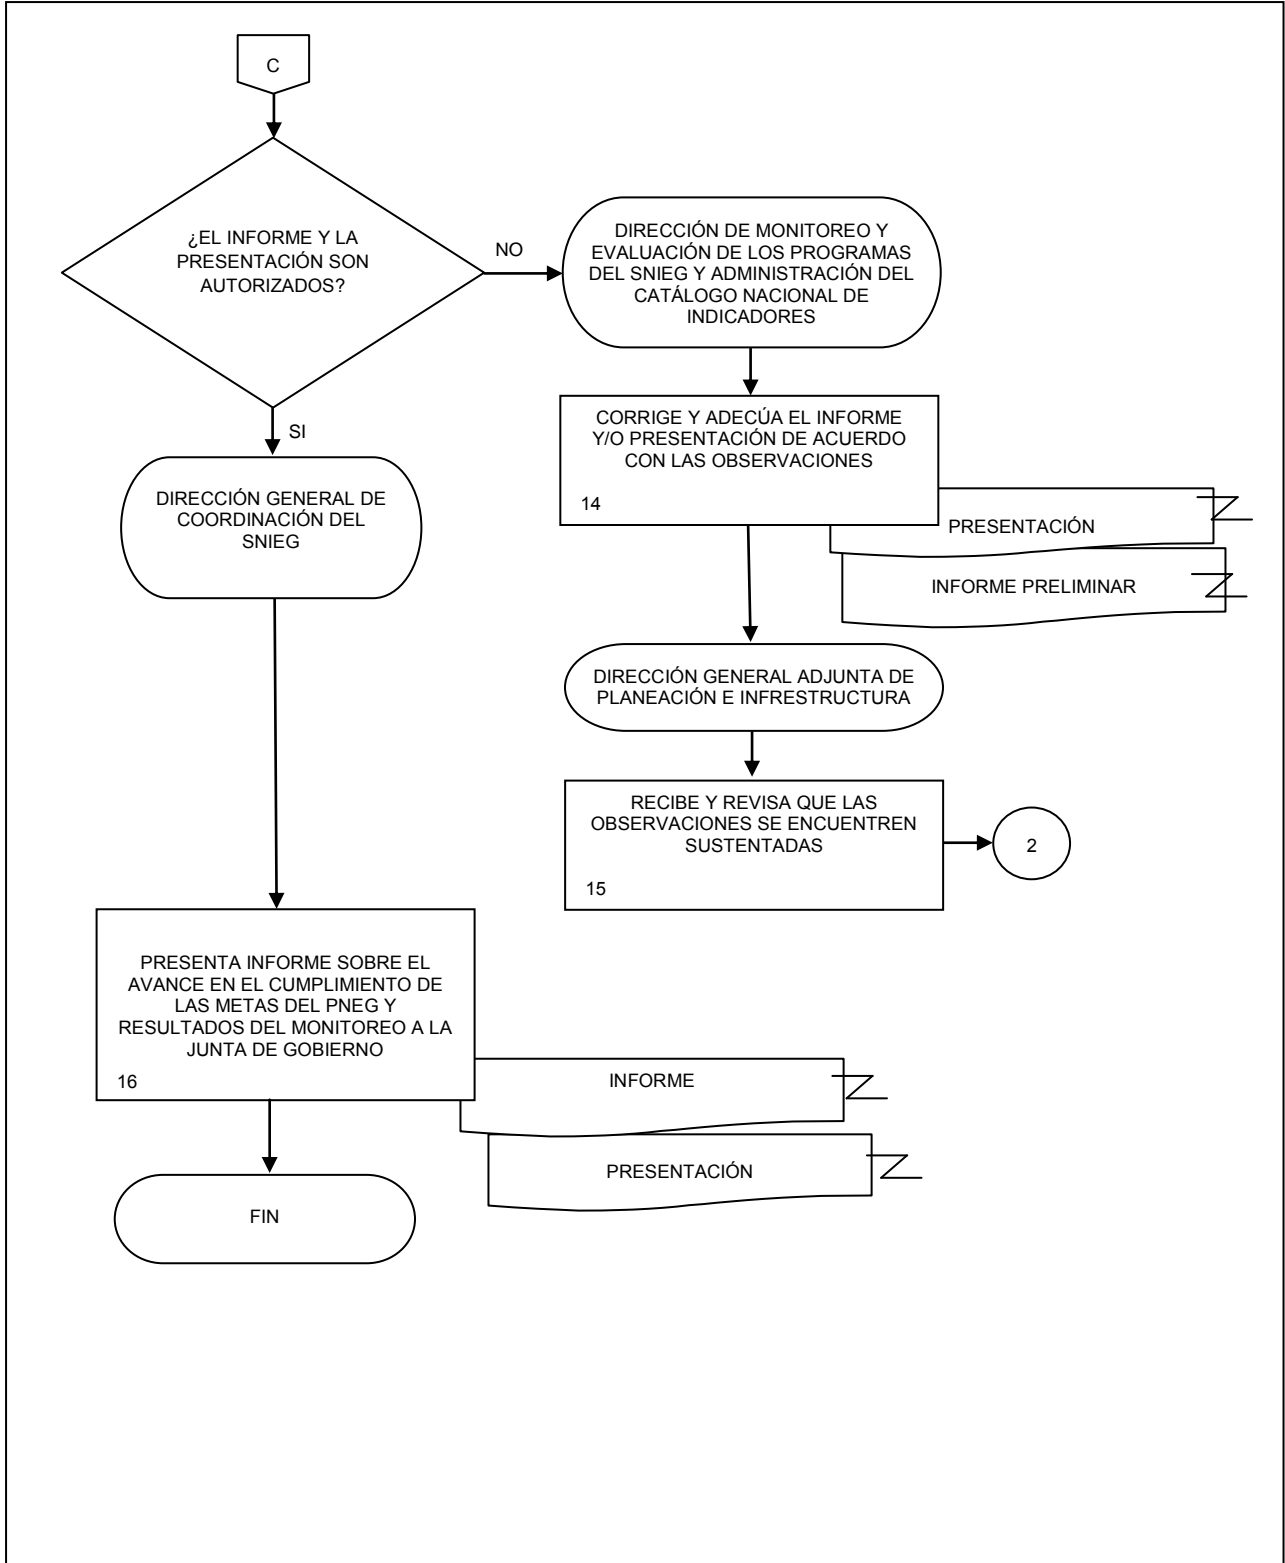 C
¿EL INFORME Y LA
PRESENTACIÓN SON
AUTORIZADOS?
NO
DIRECCIÓN DE MONITOREO Y
EVALUACIÓN DE LOS PROGRAMAS
DEL SNIEG Y ADMINISTRACIÓN DEL
CATÁLOGO NACIONAL DE
INDICADORES
CORRIGE Y ADECÚA EL INFORME
Y/O PRESENTACIÓN DE ACUERDO
CON LAS OBSERVACIONES
14
PRESENTACIÓN
INFORME PRELIMINAR
DIRECCIÓN GENERAL ADJUNTA DE
PLANEACIÓN E INFRESTRUCTURA
RECIBE Y REVISA QUE LAS
OBSERVACIONES SE ENCUENTREN
SUSTENTADAS
15
2
SI
DIRECCIÓN GENERAL DE
COORDINACIÓN DEL
SNIEG
PRESENTA INFORME SOBRE EL
AVANCE EN EL CUMPLIMIENTO DE
LAS METAS DEL PNEG Y
RESULTADOS DEL MONITOREO A LA
JUNTA DE GOBIERNO
16
INFORME
PRESENTACIÓN
FIN